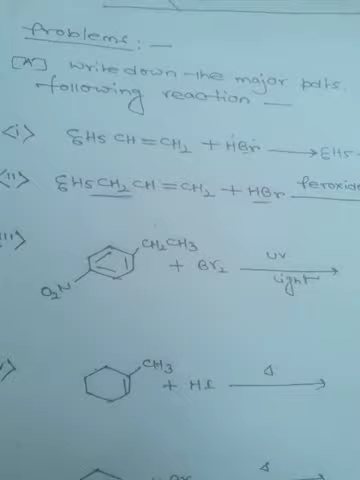 Problems: —
[A] Write down the major pdts.
following reaction —
<i> C6H5 CH=CH2 + HBr → C6H5-
<ii> C6H5 CH2 CH=CH2 + HBr Peroxide
CH2CH3
+ Br2 UV
light
O2N
CH3
+ HI Δ
Δ